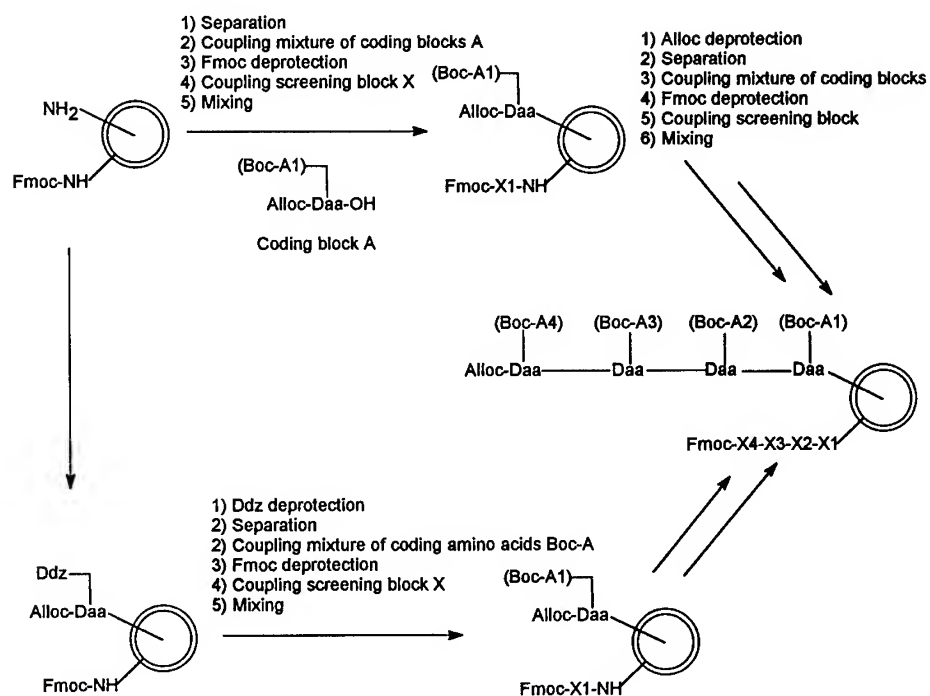 1) Separation
2) Coupling mixture of coding blocks A
3) Fmoc deprotection
4) Coupling screening block X
5) Mixing
NH2
Fmoc-NH
(Boc-A1)
Alloc-Daa-OH
Coding block A
(Boc-A1)
Alloc-Daa
Fmoc-X1-NH
1) Alloc deprotection
2) Separation
3) Coupling mixture of coding blocks
4) Fmoc deprotection
5) Coupling screening block
6) Mixing
(Boc-A4) (Boc-A3) (Boc-A2) (Boc-A1)
Alloc-Daa Daa Daa Daa
Fmoc-X4-X3-X2-X1
Ddz
Alloc-Daa
Fmoc-NH
1) Ddz deprotection
2) Separation
2) Coupling mixture of coding amino acids Boc-A
3) Fmoc deprotection
4) Coupling screening block X
5) Mixing
(Boc-A1)
Alloc-Daa
Fmoc-X1-NH